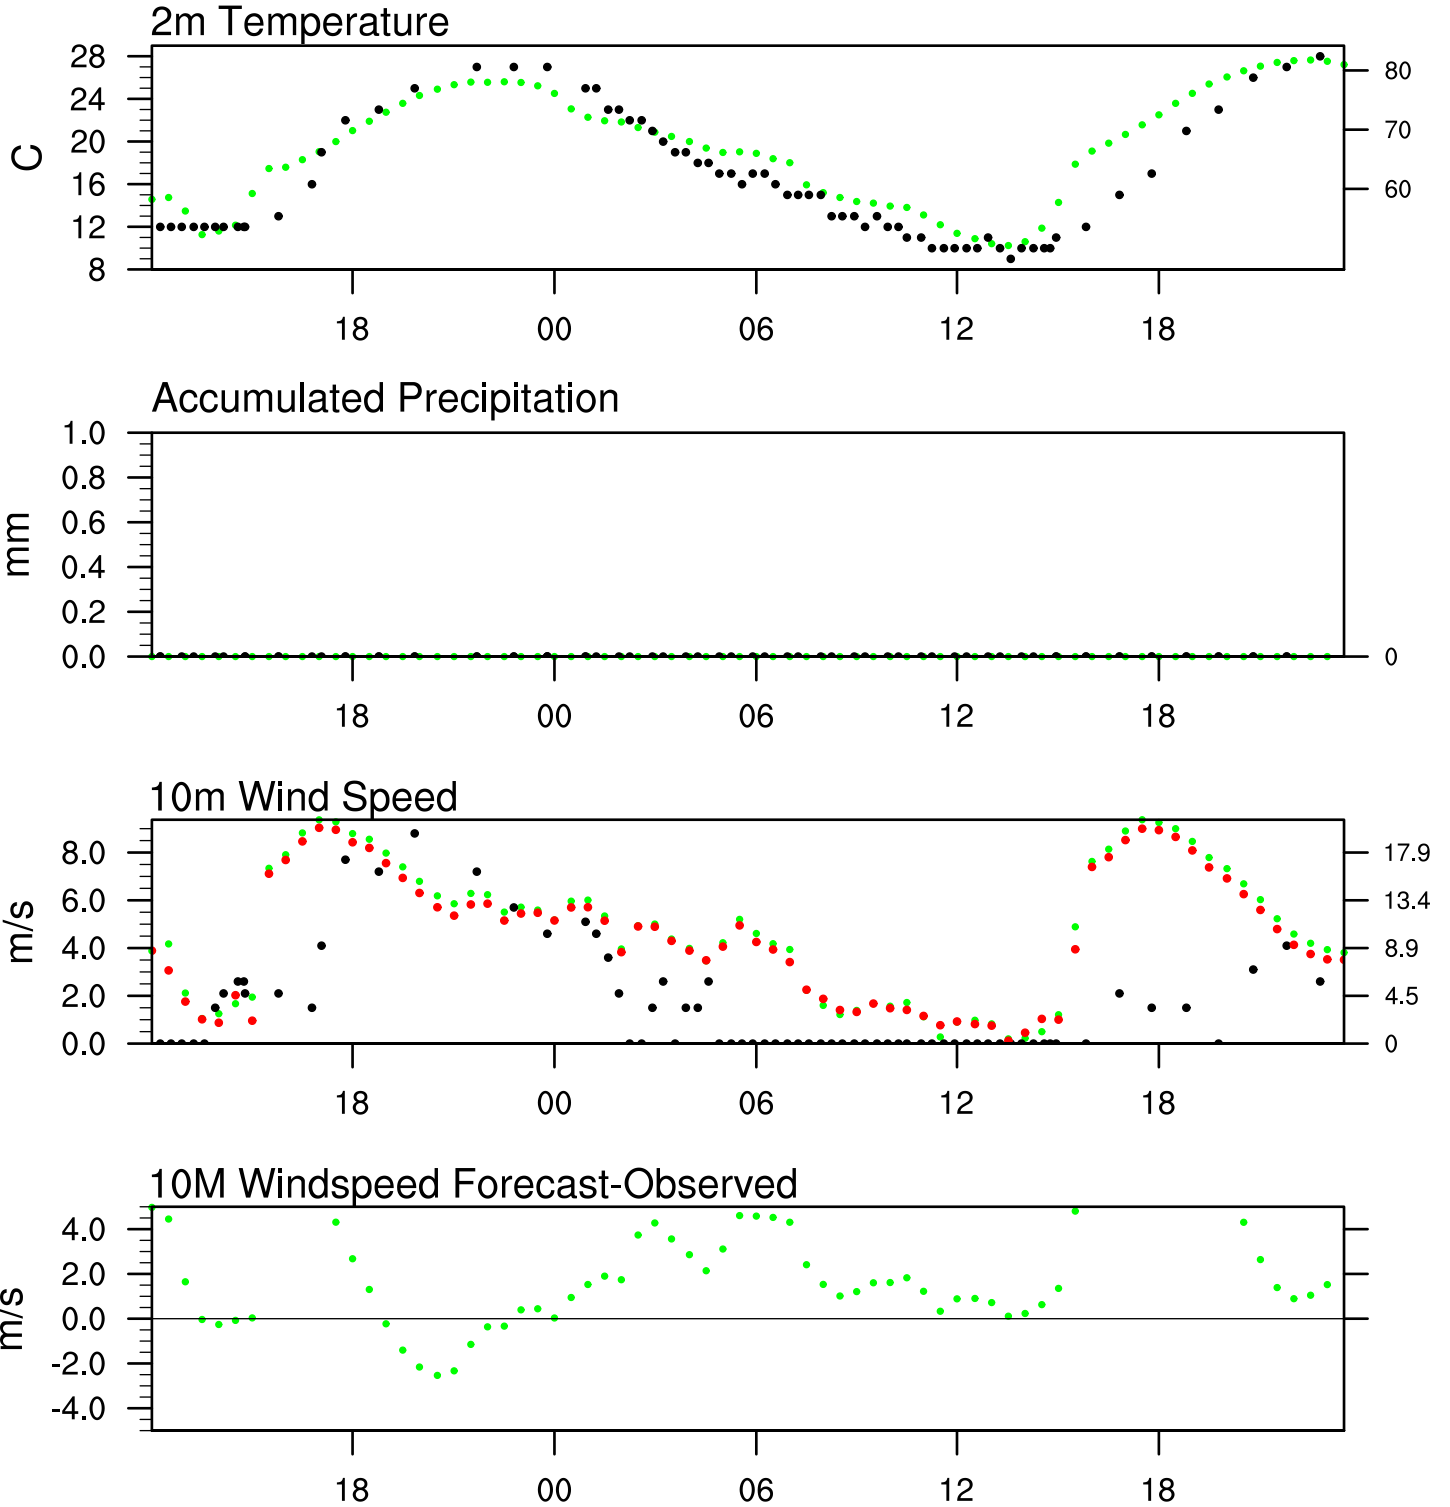 2m Temperature
28
24
20
16
12
8
C
80
70
60
18 00 06 12 18
Accumulated Precipitation
1.0
0.8
0.6
0.4
0.2
0.0
mm
0
18 00 06 12 18
10m Wind Speed
8.0
6.0
4.0
2.0
0.0
m/s
17.9
13.4
8.9
4.5
0
18 00 06 12 18
10M Windspeed Forecast-Observed
4.0
2.0
0.0
-2.0
-4.0
m/s
18 00 06 12 18